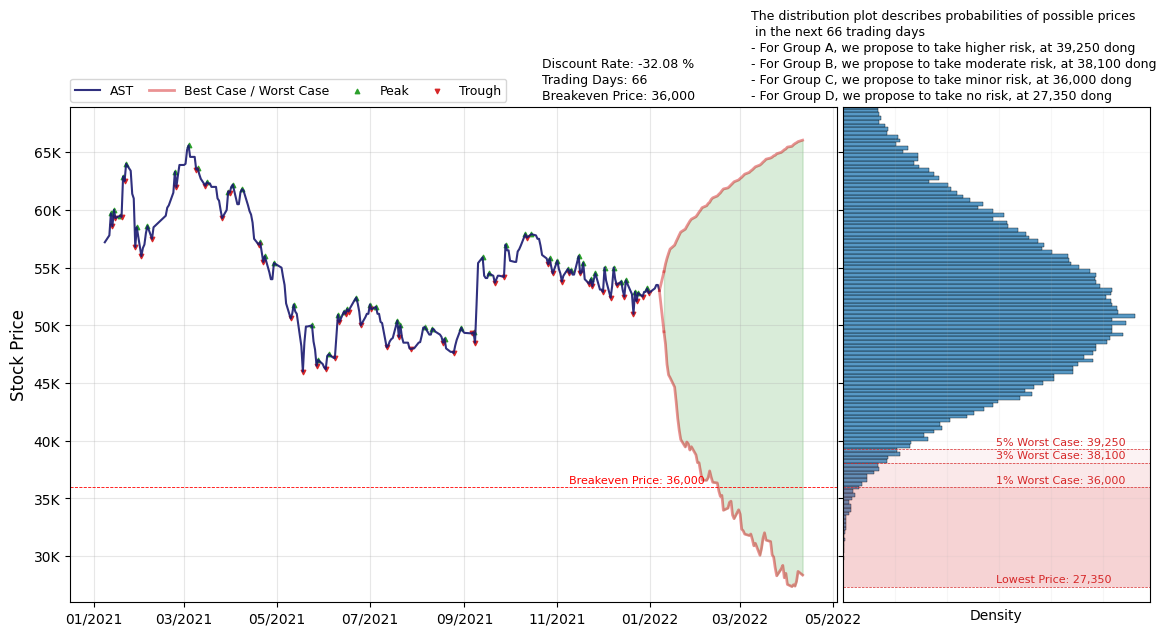 The distribution plot describes probabilities of possible prices
in the next 66 trading days
- For Group A, we propose to take higher risk, at 39,250 dong
- For Group B, we propose to take moderate risk, at 38,100 dong
- For Group C, we propose to take minor risk, at 36,000 dong
- For Group D, we propose to take no risk, at 27,350 dong
Discount Rate: -32.08 %
Trading Days: 66
Breakeven Price: 36,000
AST
Best Case / Worst Case
Peak
Trough
Stock Price
65K
60K
55K
50K
45K
40K
35K
30K
Breakeven Price: 36,000
01/2021
03/2021
05/2021
07/2021
09/2021
11/2021
01/2022
03/2022
05/2022
5% Worst Case: 39,250
3% Worst Case: 38,100
1% Worst Case: 36,000
Lowest Price: 27,350
Density